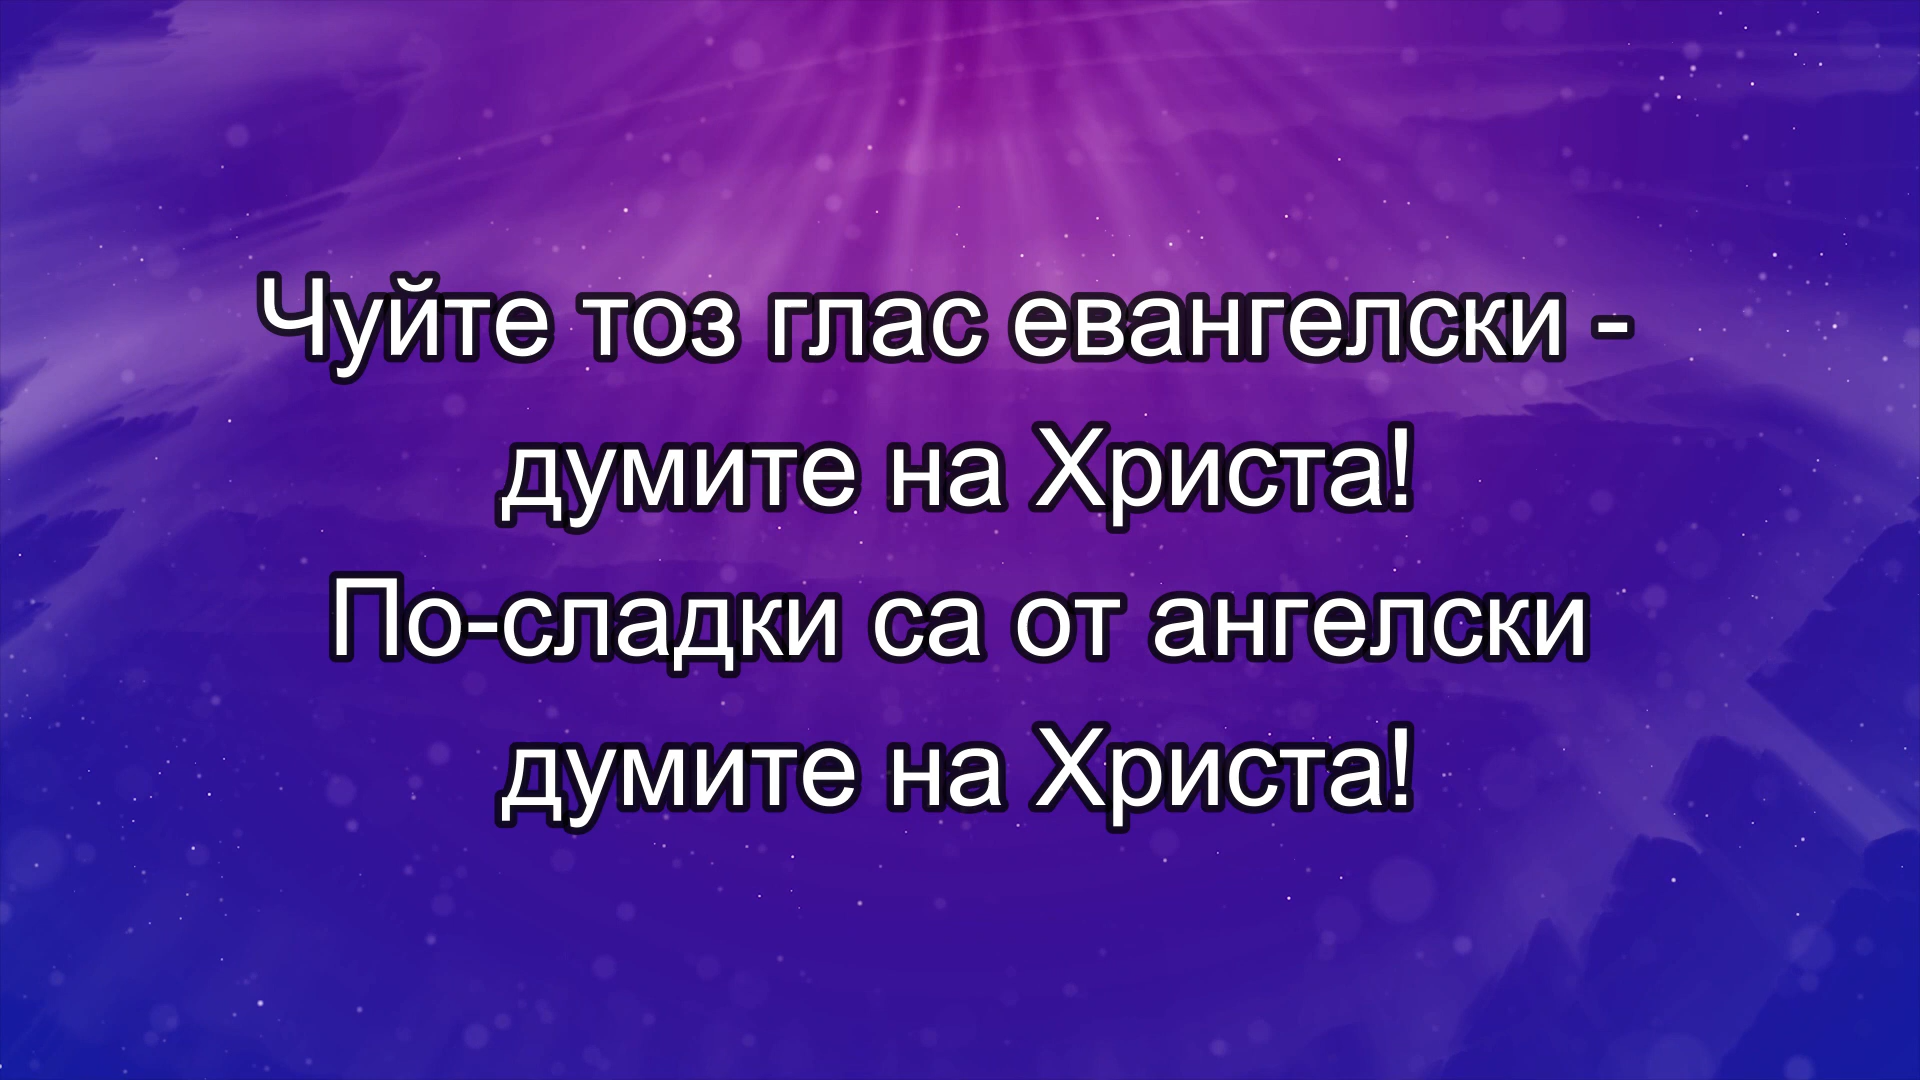 Чуйте тоз глас евангелски -
думите на Христа!
По-сладки са от ангелски
думите на Христа!